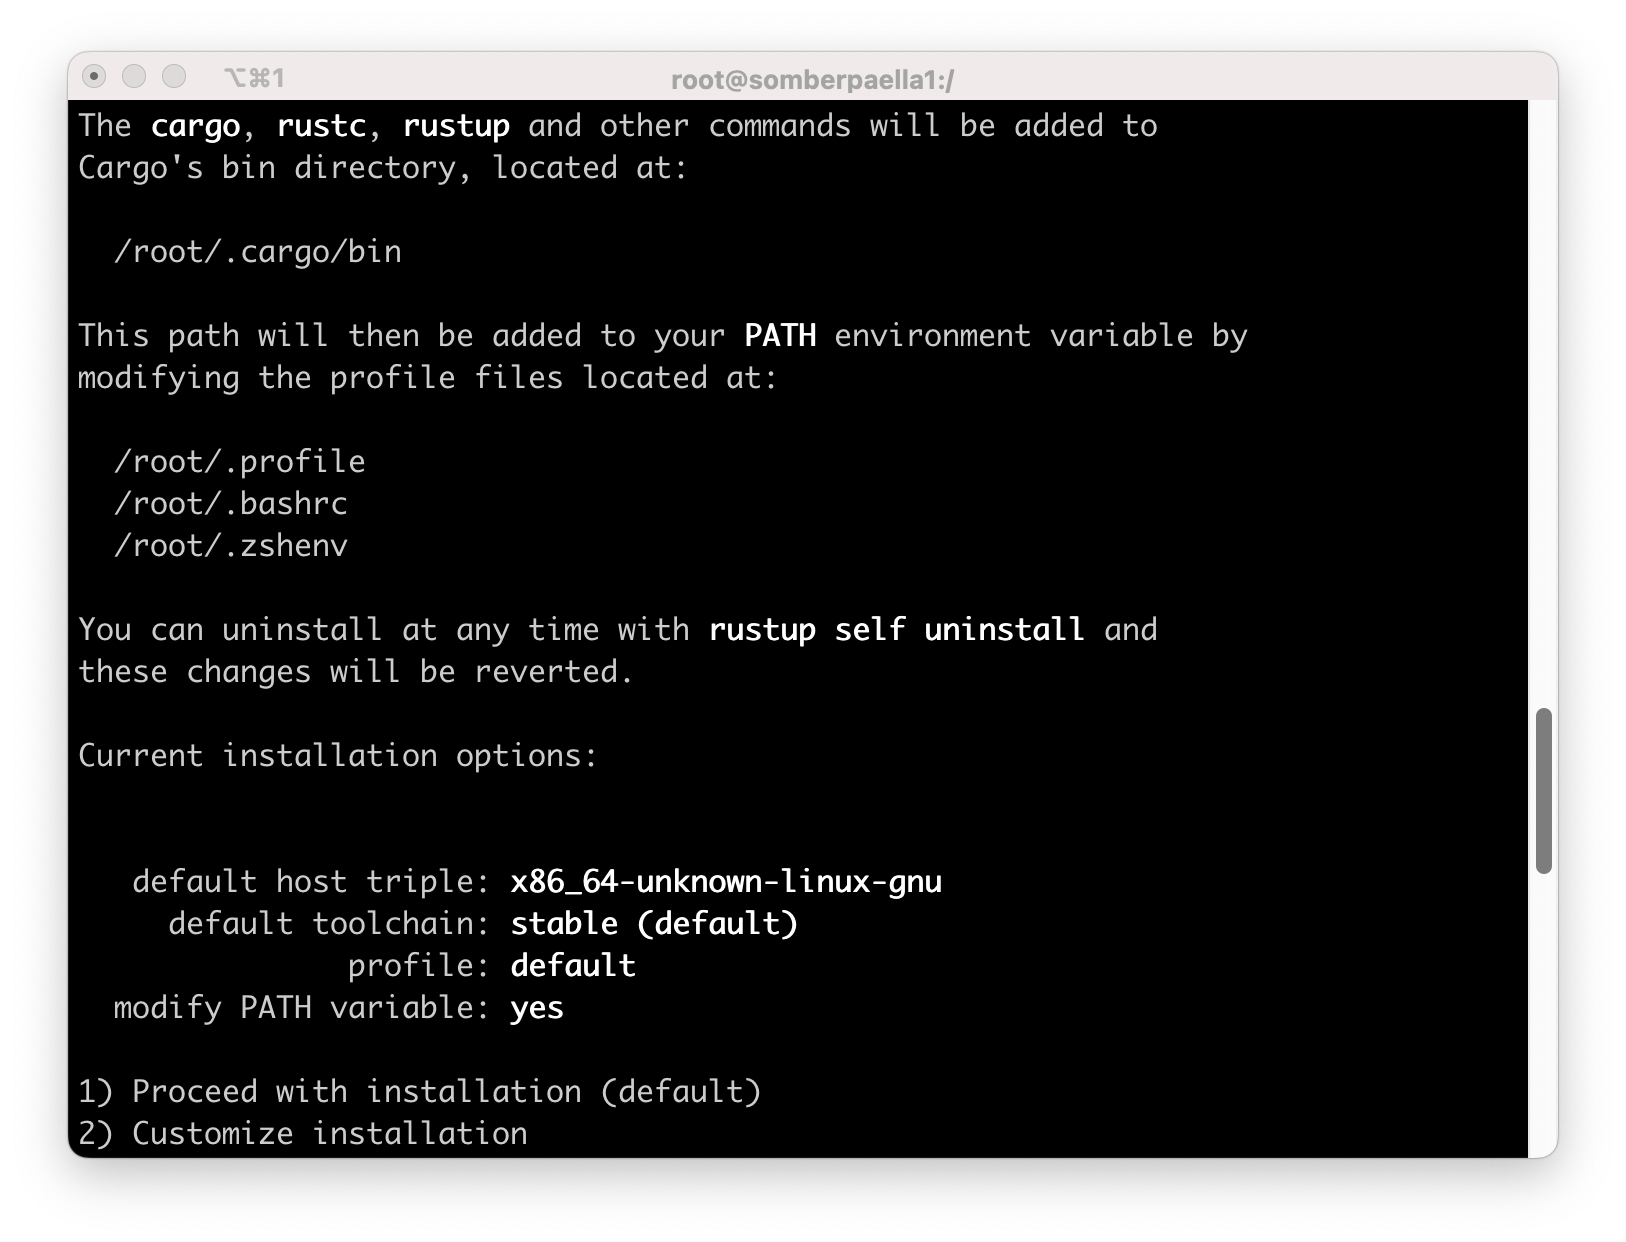 ⌥⌘1
root@somberpaella1:/
The cargo, rustc, rustup and other commands will be added to
Cargo's bin directory, located at:
/root/.cargo/bin
This path will then be added to your PATH environment variable by
modifying the profile files located at:
/root/.profile
/root/.bashrc
/root/.zshenv
You can uninstall at any time with rustup self uninstall and
these changes will be reverted.
Current installation options:
default host triple: x86_64-unknown-linux-gnu
default toolchain: stable (default)
profile: default
modify PATH variable: yes
1) Proceed with installation (default)
2) Customize installation